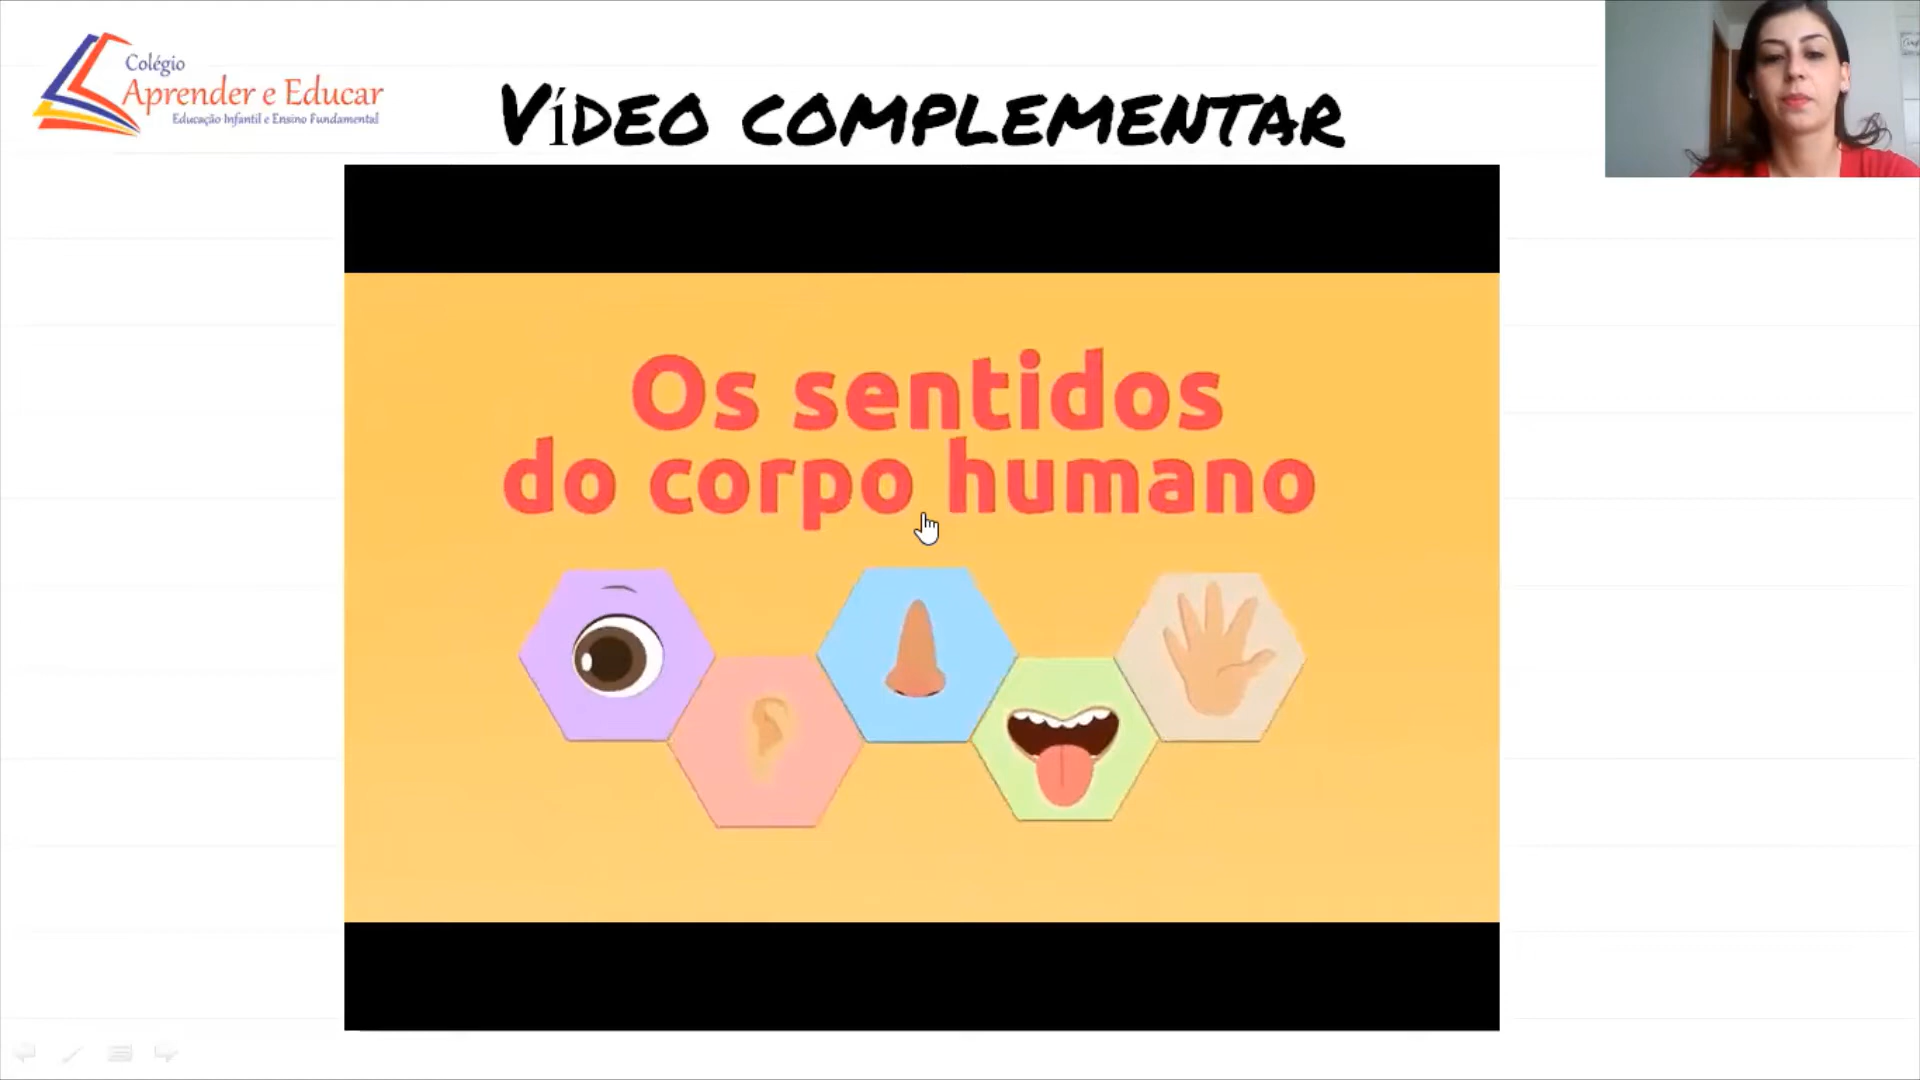 Colégio
Aprender e Educar
Educação Infantil e Ensino Fundamental
Vídeo complementar
Os sentidos
do corpo humano